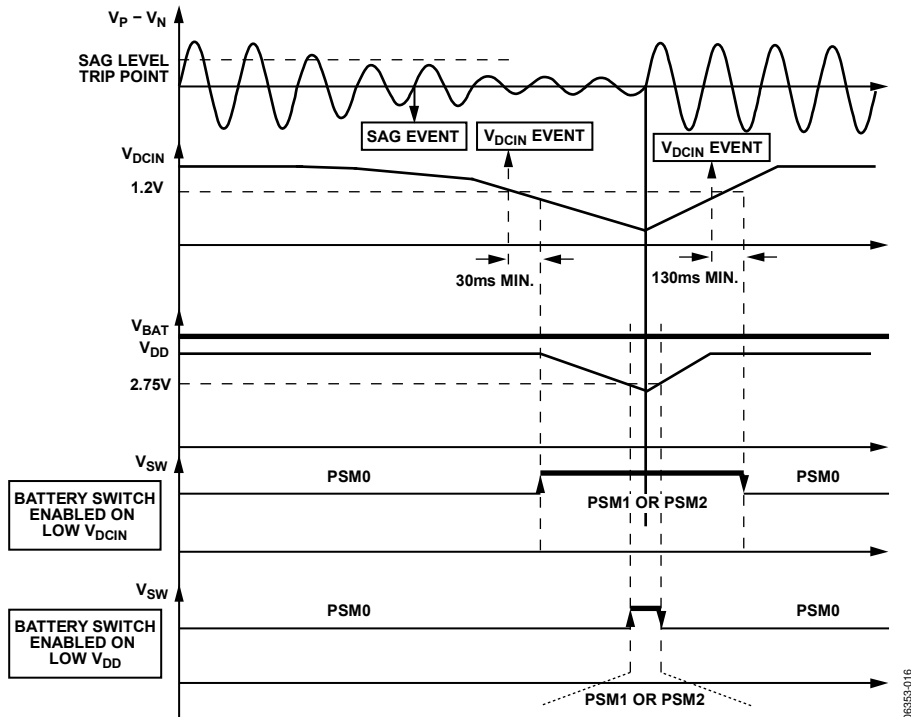 VP – VN
SAG LEVEL
TRIP POINT
SAG EVENT
VDCIN EVENT
VDCIN EVENT
VDCIN
1.2V
30ms MIN.
130ms MIN.
VBAT
VDD
2.75V
VSW
PSM0
PSM0
BATTERY SWITCH
ENABLED ON
LOW VDCIN
PSM1 OR PSM2
VSW
PSM0
PSM0
BATTERY SWITCH
ENABLED ON
LOW VDD
PSM1 OR PSM2
06353-016